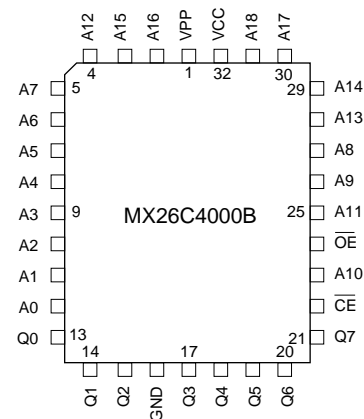 A12 A15 A16 VPP VCC A18 A17
4 1 32 30
A7 5 29 A14
A6 A13
A5 A8
A4 A9
A3 9 MX26C4000B 25 A11
A2 OE
A1 A10
A0 CE
Q0 13 21 Q7
14 17 20
Q1 Q2 GND Q3 Q4 Q5 Q6